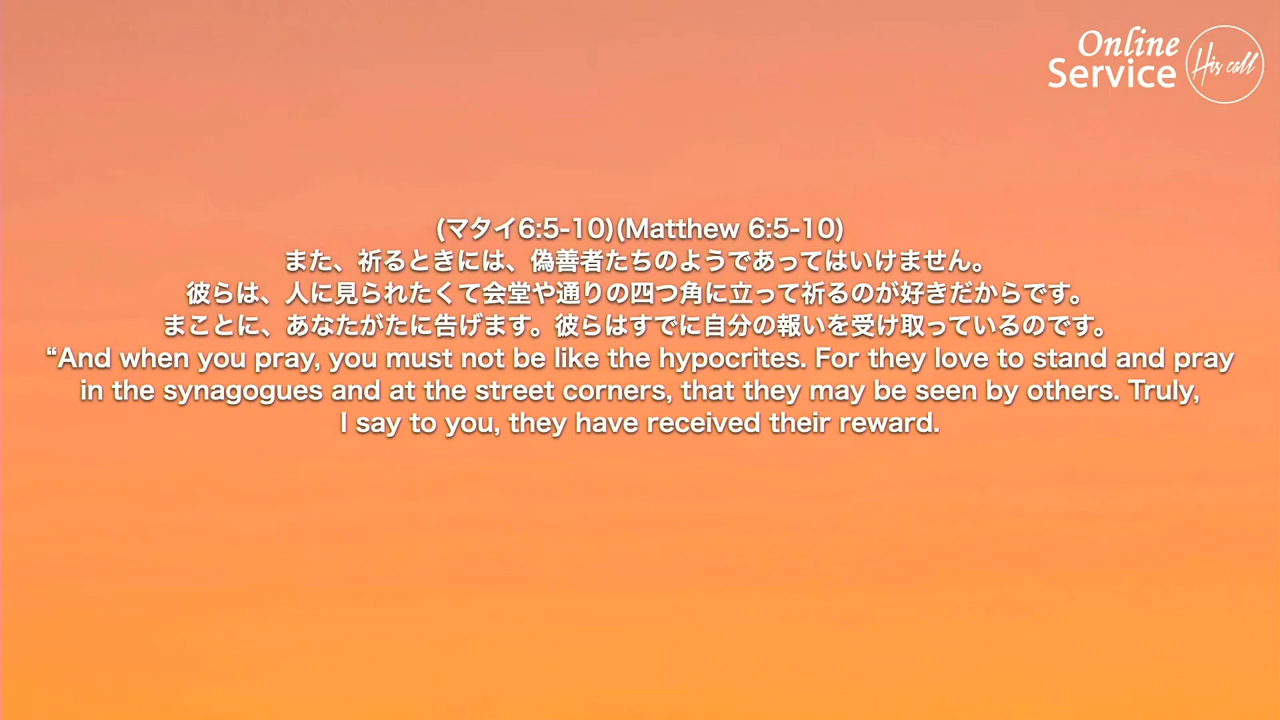 Online
Service
His call
(マタイ6:5-10)(Matthew 6:5-10)
また、祈るときには、偽善者たちのようであってはいけません。
彼らは、人に見られたくて会堂や通りの四つ角に立って祈るのが好きだからです。
まことに、あなたがたに告げます。彼らはすでに自分の報いを受け取っているのです。
“And when you pray, you must not be like the hypocrites. For they love to stand and pray
in the synagogues and at the street corners, that they may be seen by others. Truly,
I say to you, they have received their reward.